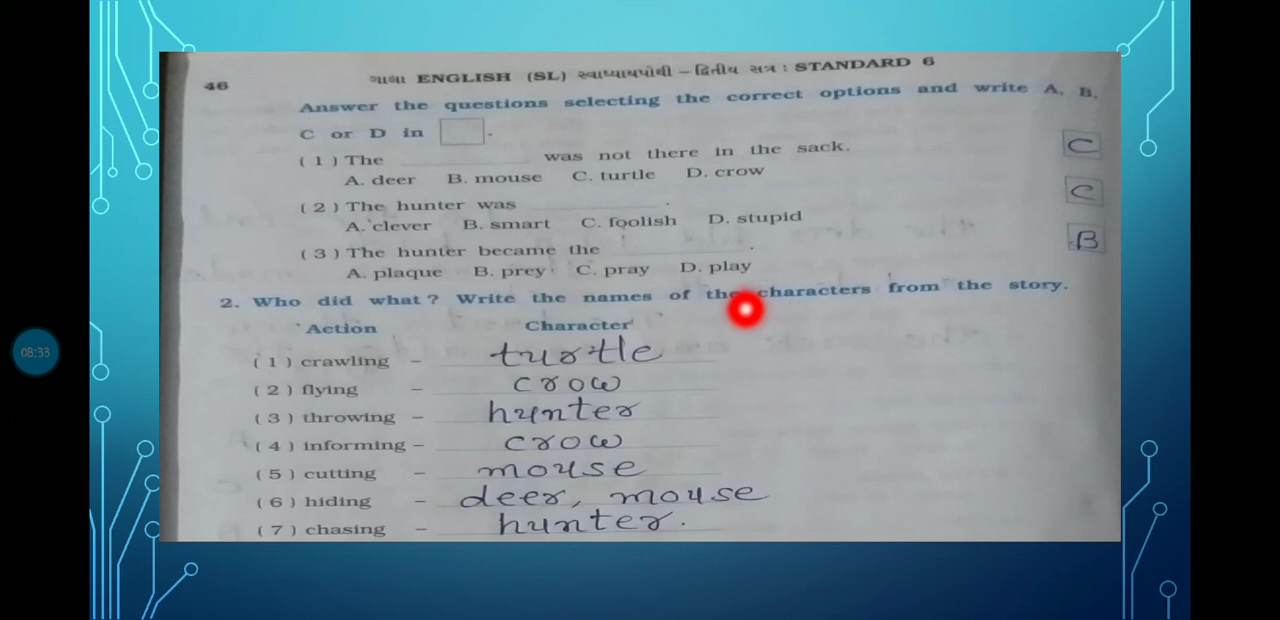 46 ગાલા ENGLISH (SL) સ્વાધ્યાયપોથી – દ્વિતીય સત્ર : STANDARD 6
Answer the questions selecting the correct options and write A, B,
C or D in .
( 1 ) The was not there in the sack. C
A. deer B. mouse C. turtle D. crow
( 2 ) The hunter was . C
A. clever B. smart C. foolish D. stupid
( 3 ) The hunter became the . B
A. plaque B. prey C. pray D. play
2. Who did what? Write the names of the characters from the story.
Action Character
( 1 ) crawling – turtle
( 2 ) flying – crow
( 3 ) throwing – hunter
( 4 ) informing – crow
( 5 ) cutting – mouse
( 6 ) hiding – deer, mouse
( 7 ) chasing – hunter.
08:33